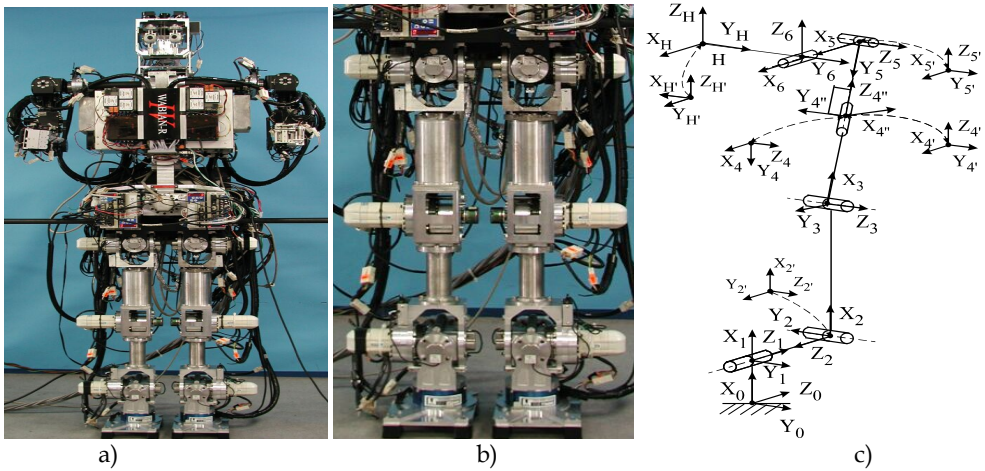 IV
WABIAN-R
Z_H
Y_H
X_H
H
X_H'
Z_H'
Y_H'
Z_6
X_5
Y_6
X_6
Y_5
Z_5
Z_5'
X_5'
Y_5'
Z_4"
Y_4"
X_4"
Z_4'
X_4'
Y_4'
X_4
Z_4
Y_4
X_3
Y_3
Z_3
X_2'
Y_2'
Z_2'
Y_2
X_2
X_1
Z_1
Z_2
Y_1
X_0
Z_0
Y_0
a)
b)
c)